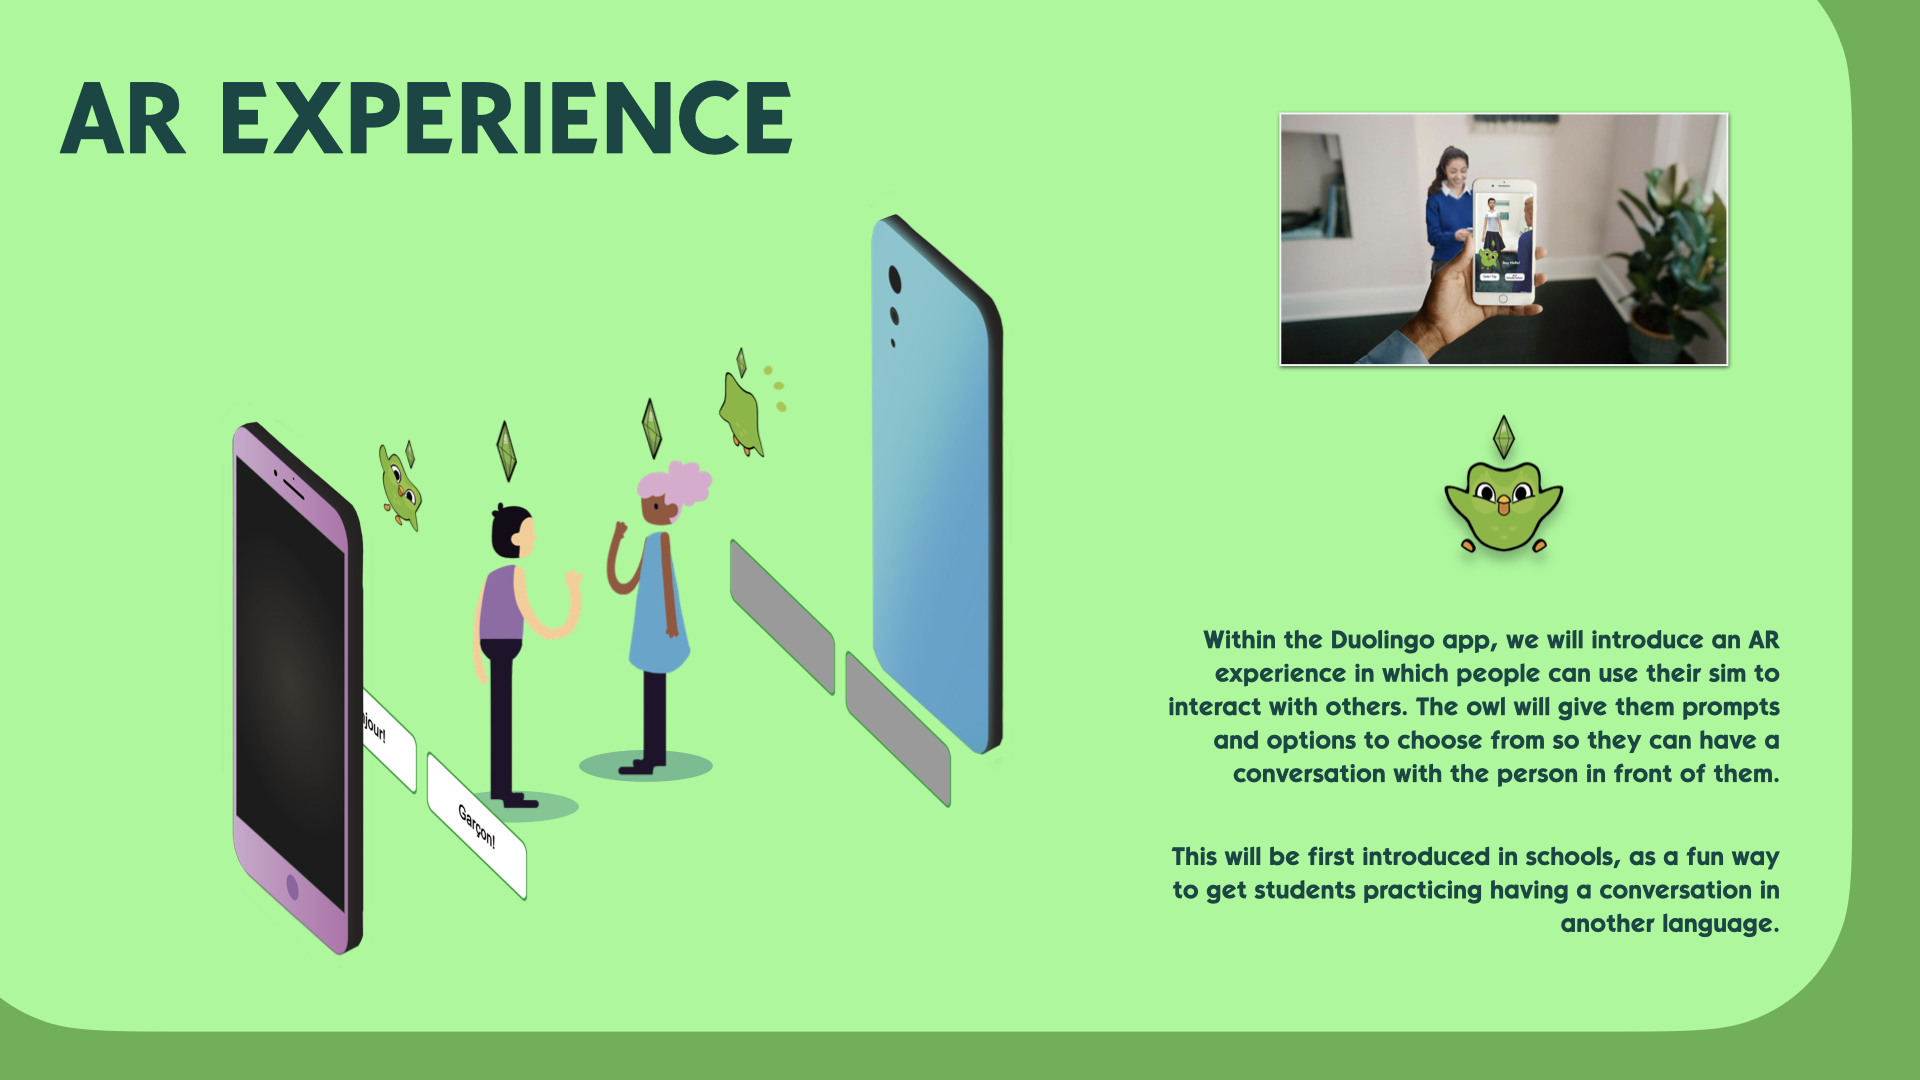 AR EXPERIENCE
jour!
Garçon!
Within the Duolingo app, we will introduce an AR
experience in which people can use their sim to
interact with others. The owl will give them prompts
and options to choose from so they can have a
conversation with the person in front of them.
This will be first introduced in schools, as a fun way
to get students practicing having a conversation in
another language.